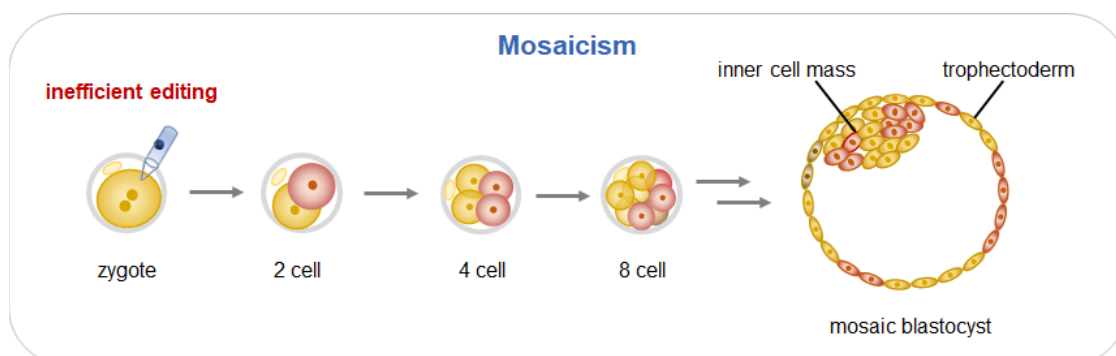 Mosaicism
inefficient editing
inner cell mass
trophectoderm
zygote
2 cell
4 cell
8 cell
mosaic blastocyst